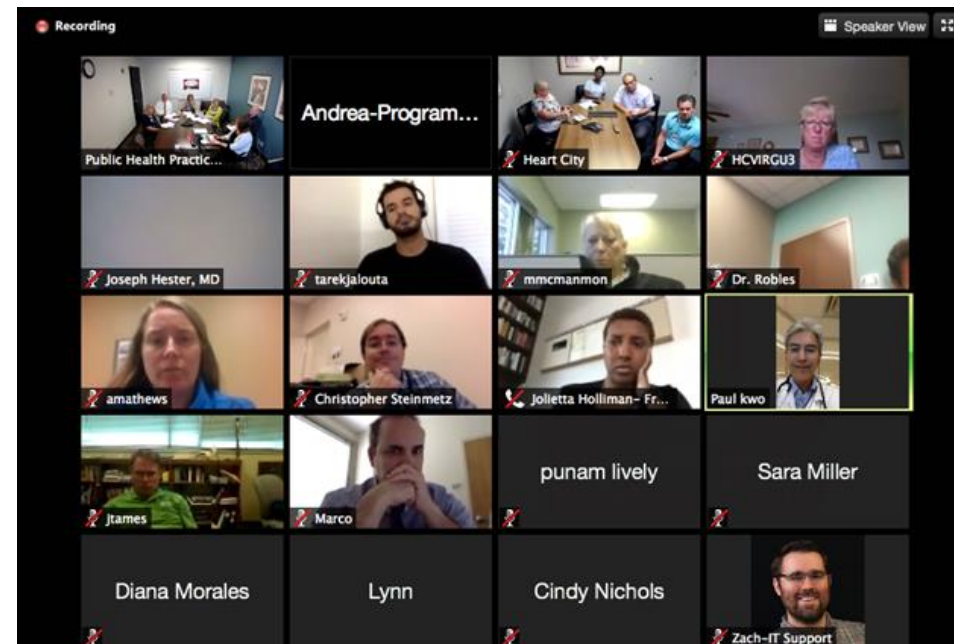 Recording
Speaker View
Public Health Practic...
Andrea-Program...
Heart City
HCVIRGU3
Joseph Hester, MD
tarekjalouta
mmcmanmon
Dr. Robles
amathews
Christopher Steinmetz
Jolietta Holliman- Fr...
Paul kwo
jtames
Marco
punam lively
Sara Miller
Diana Morales
Lynn
Cindy Nichols
Zach-IT Support